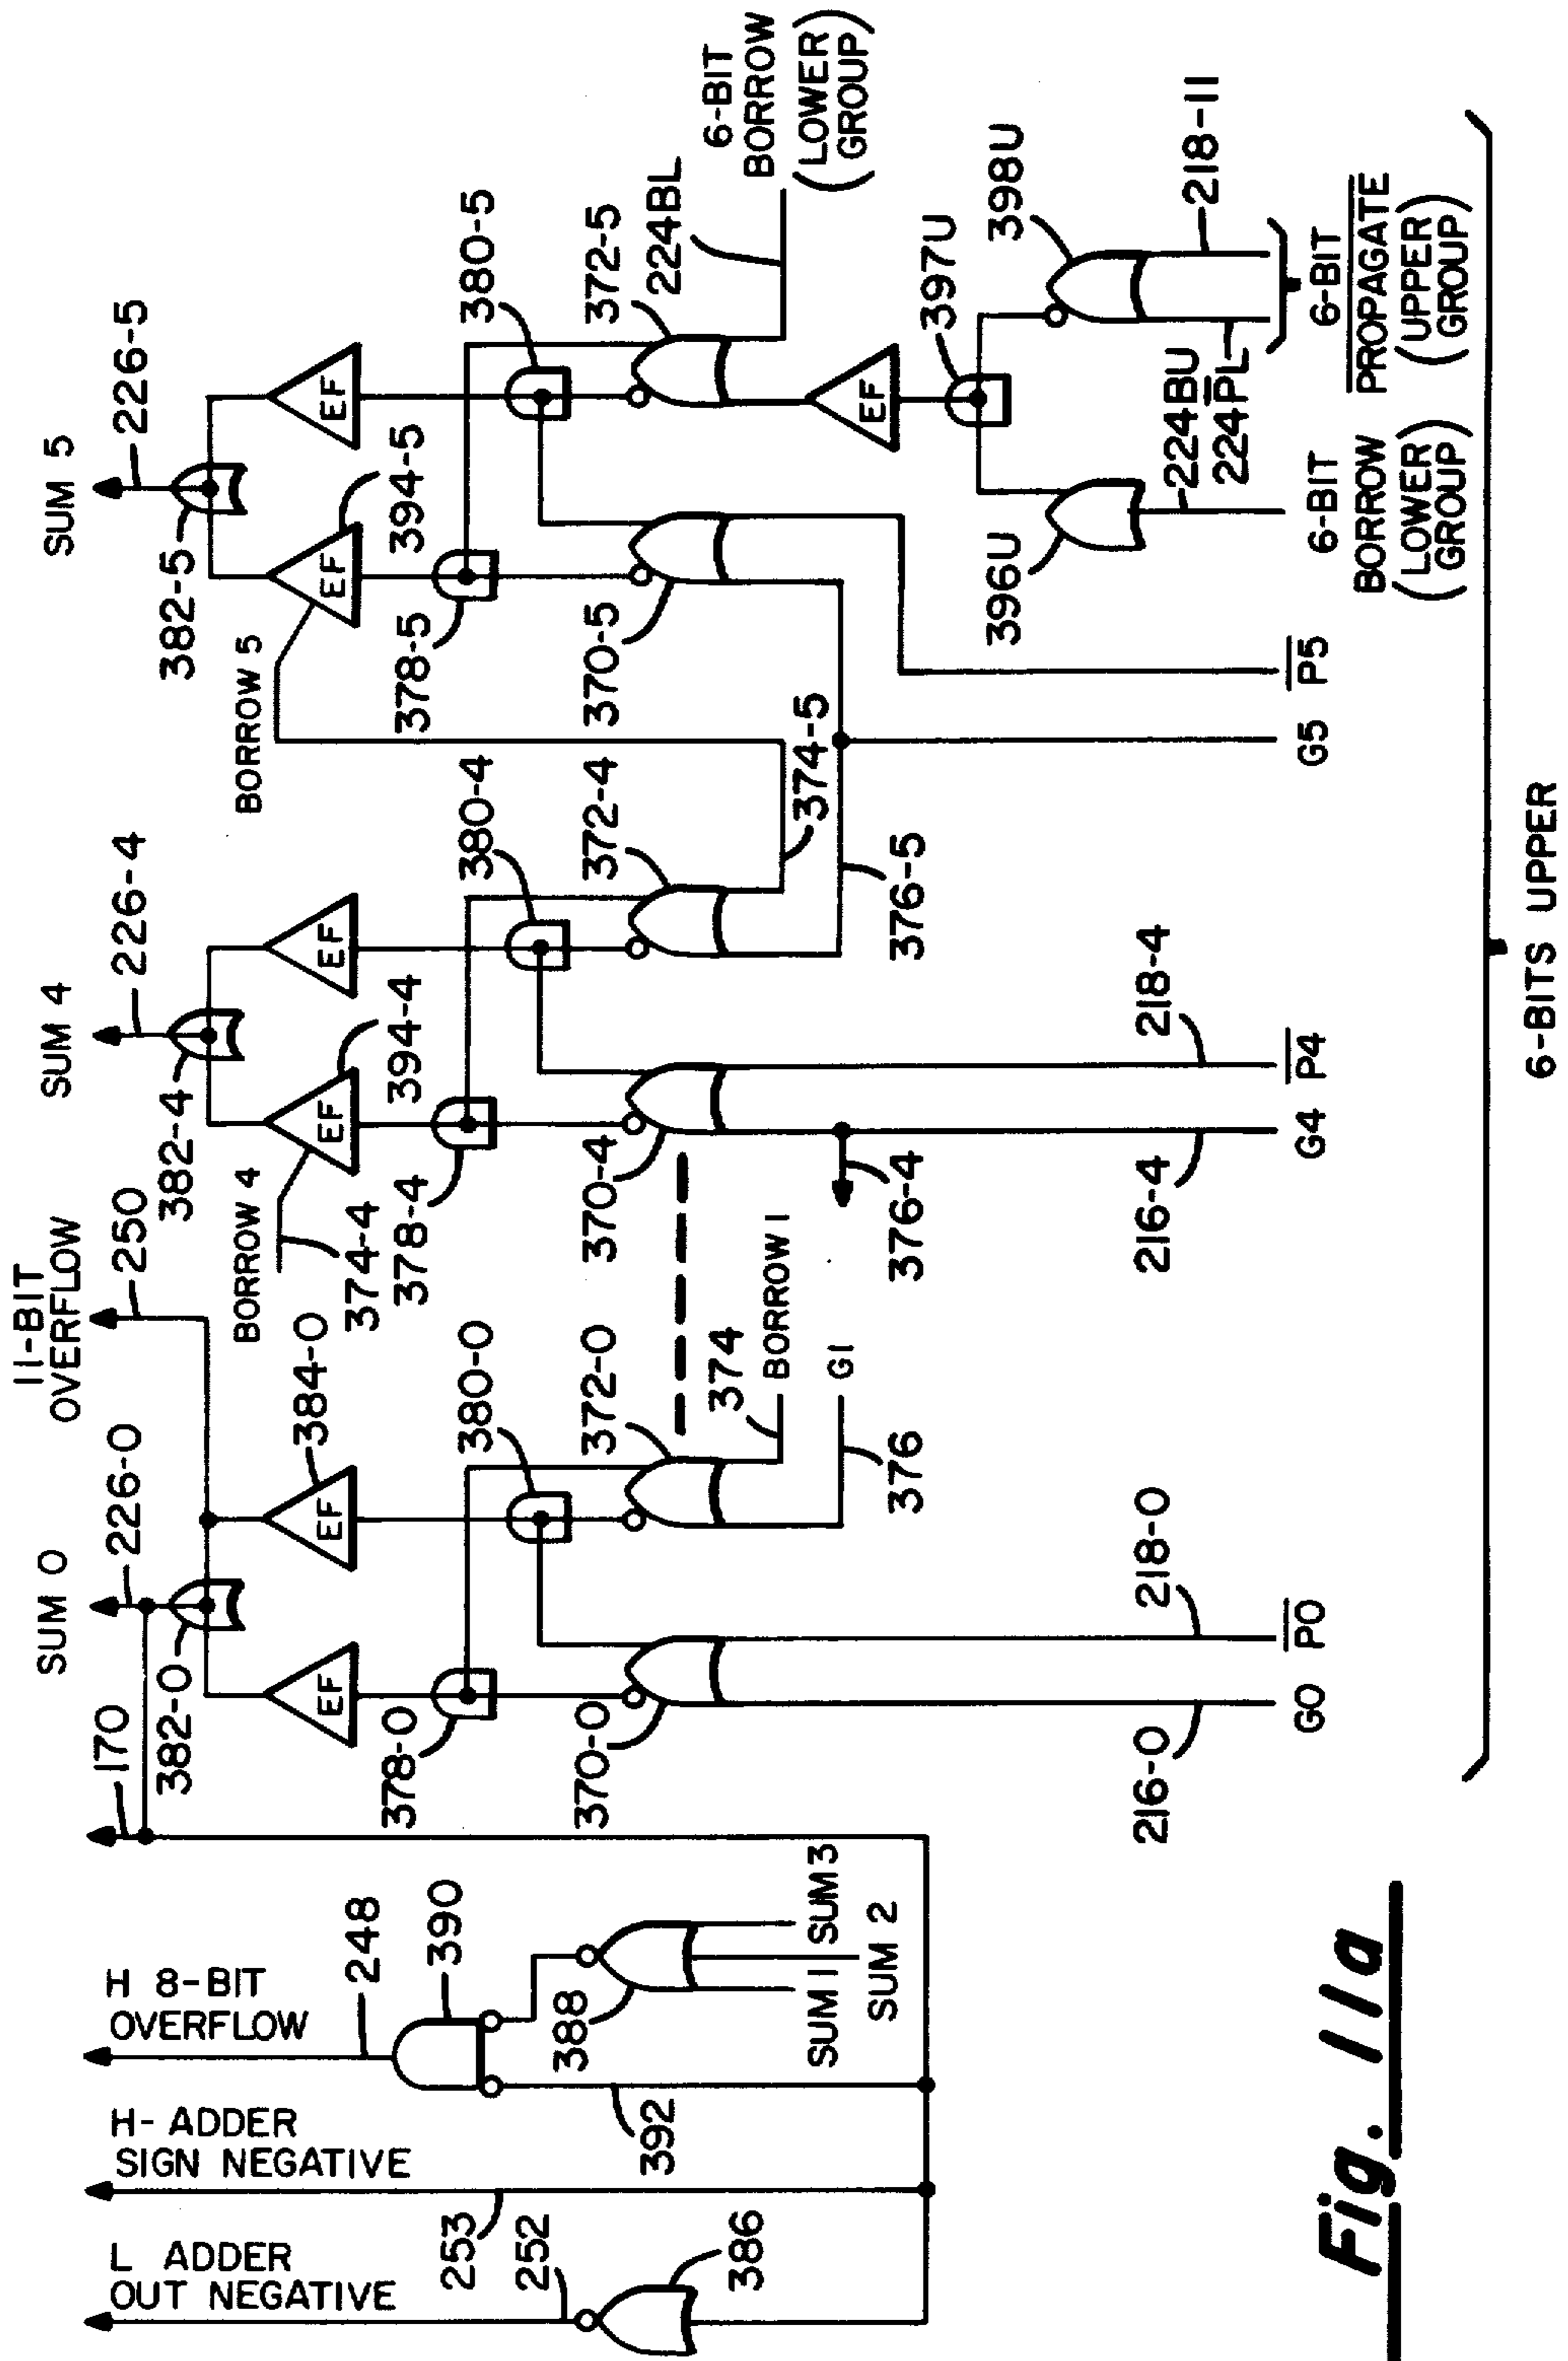 L ADDER
OUT NEGATIVE
H- ADDER
SIGN NEGATIVE
H 8-BIT
OVERFLOW
253
252
386
392
248
390
388
SUM 1
SUM 2
SUM 3
170
SUM 0
226-0
382-0
11-BIT
OVERFLOW
250
EF
EF
384-0
378-0
380-0
370-0
372-0
374
BORROW 1
G1
376
216-0
218-0
G0
P0
SUM 4
226-4
382-4
BORROW 4
374-4
EF
EF
394-4
378-4
380-4
370-4
372-4
376-4
216-4
218-4
G4
P4
SUM 5
226-5
382-5
BORROW 5
EF
EF
394-5
378-5
380-5
370-5
372-5
374-5
376-5
224BL
6-BIT
BORROW
(LOWER
GROUP)
G5
P5
EF
397U
396U
398U
224BU
224PL
218-11
6-BIT
BORROW
(LOWER
GROUP)
6-BIT
PROPAGATE
(UPPER
GROUP)
6-BITS UPPER
Fig. 11a